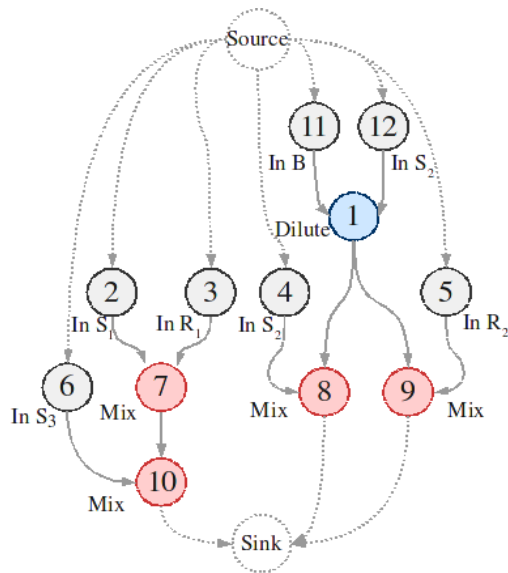 Source
11
12
In B
In S₂
1
Dilute
2
3
4
5
In S₁
In R₁
In S₂
In R₂
6
7
8
9
In S3
Mix
Mix
Mix
10
Mix
Sink